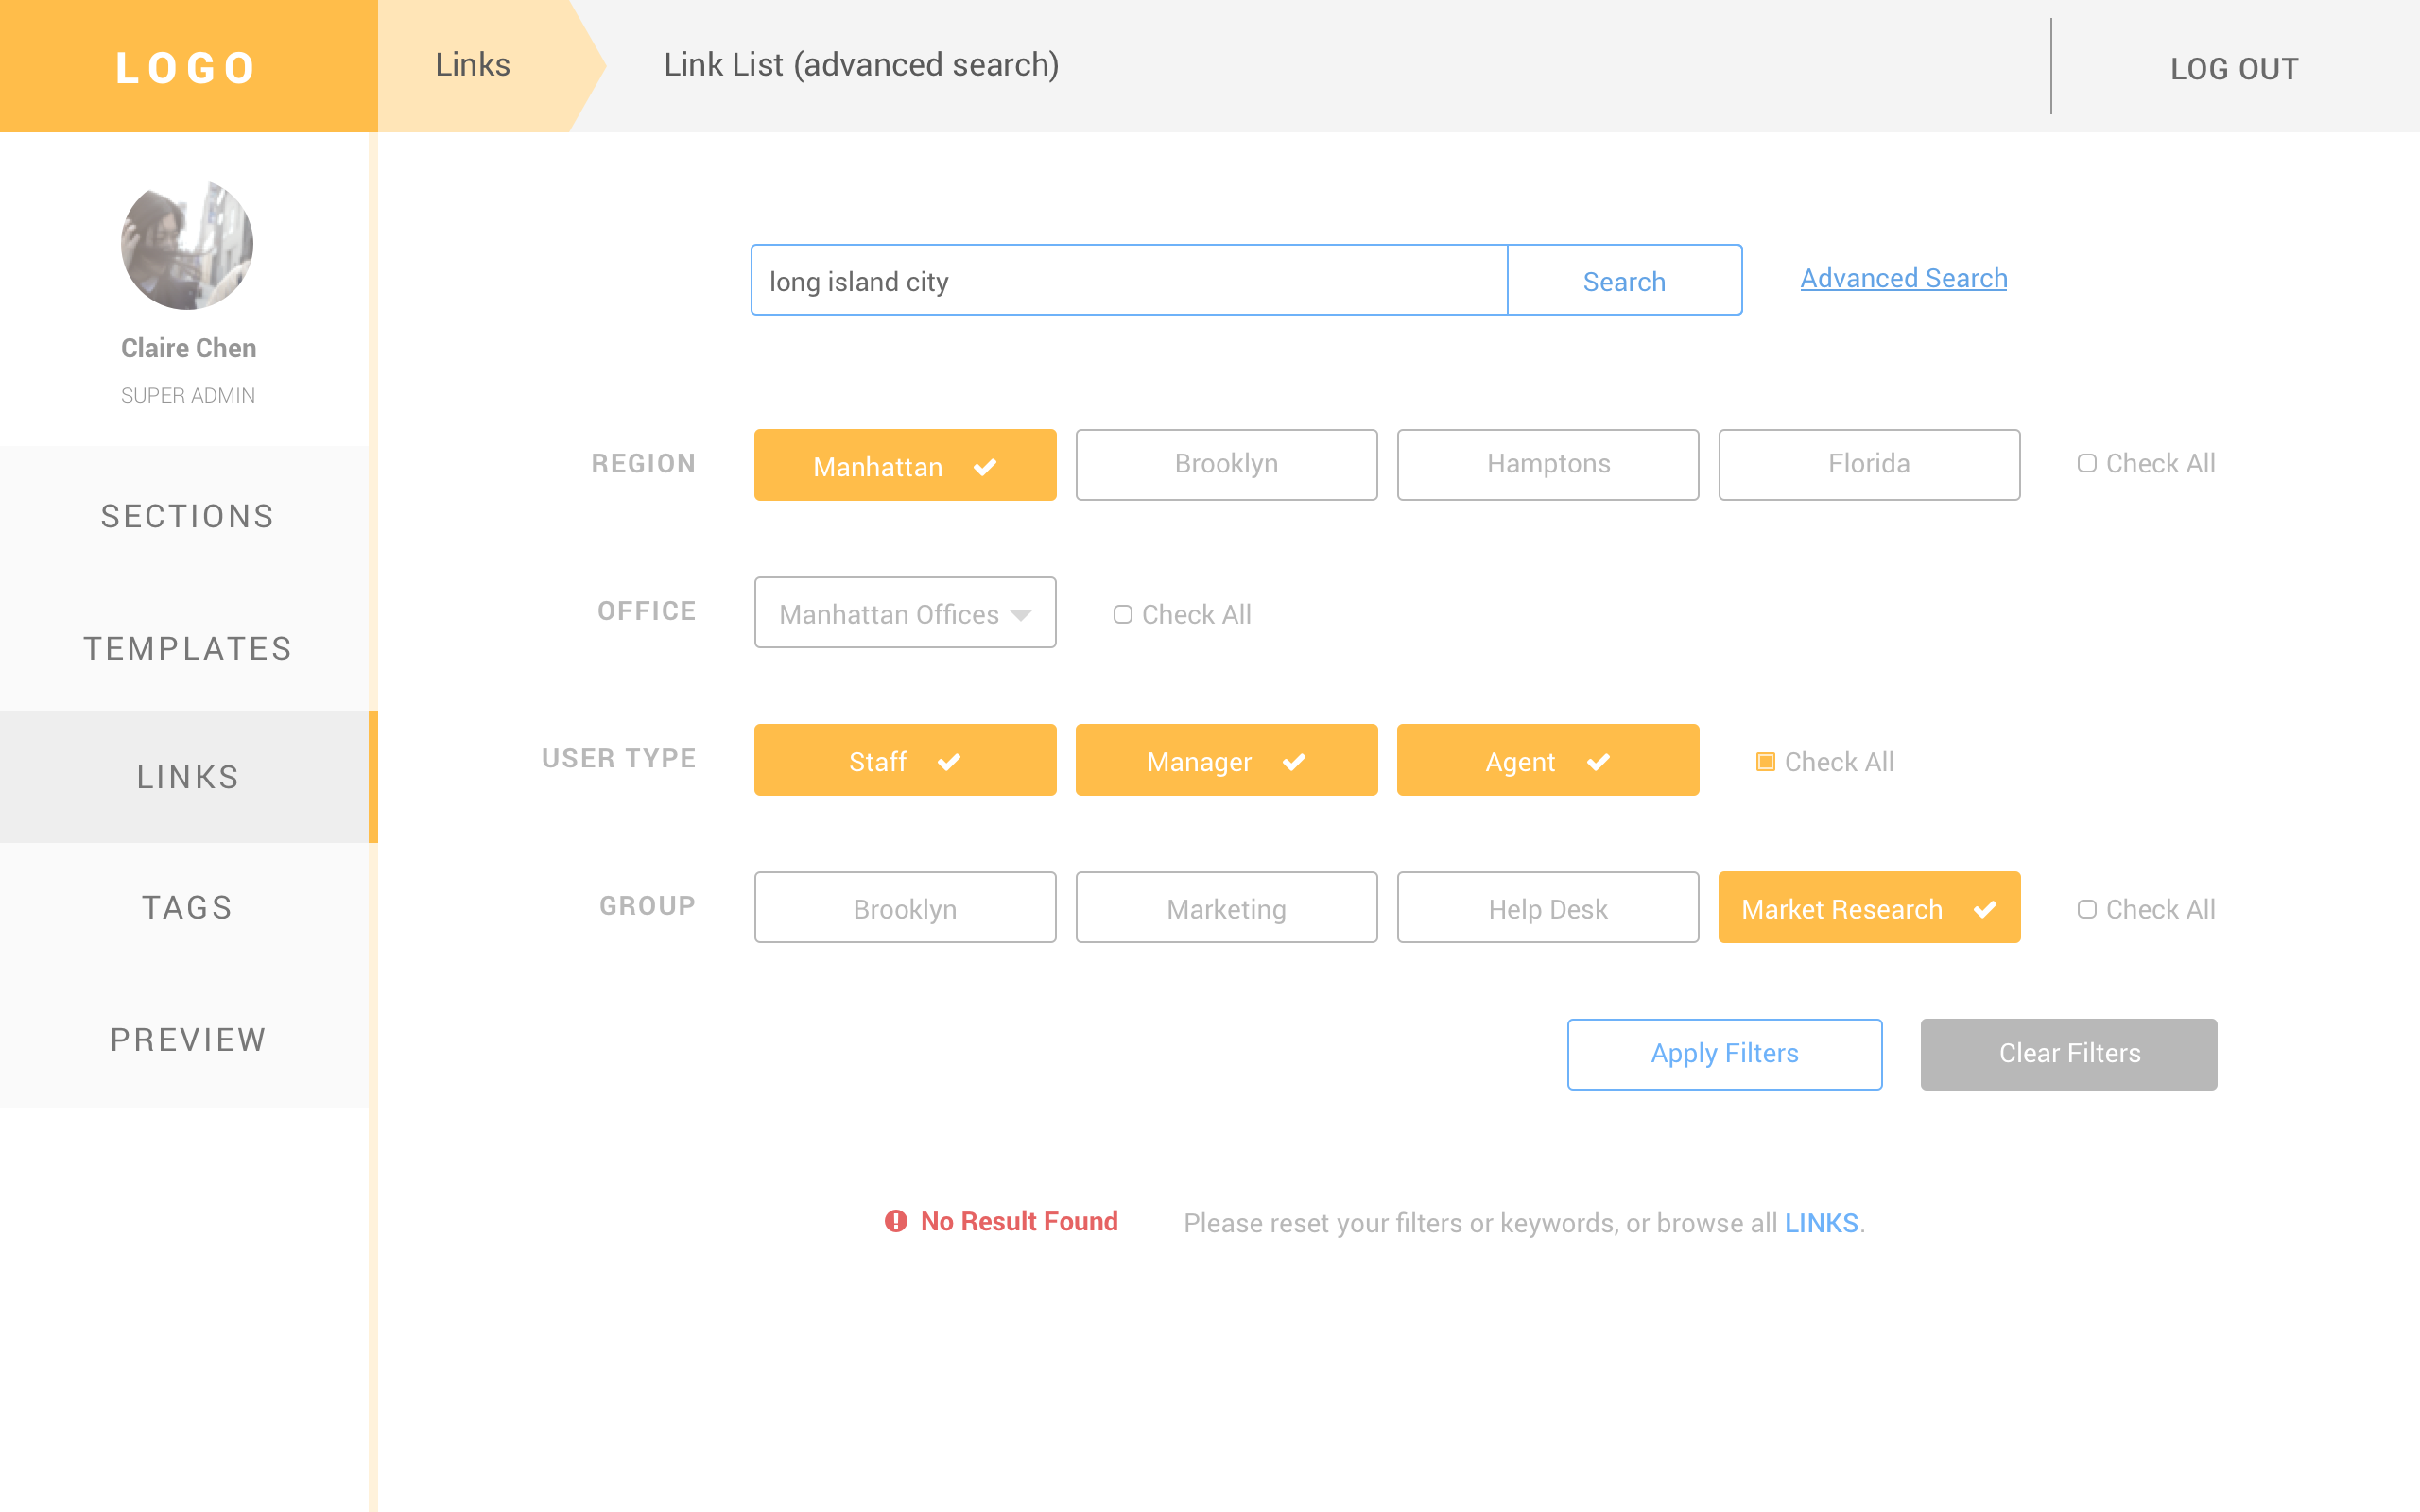 LOGO
Links
Link List (advanced search)
LOG OUT
Claire Chen
SUPER ADMIN
SECTIONS
TEMPLATES
LINKS
TAGS
PREVIEW
long island city
Search
Advanced Search
REGION
Manhattan
Brooklyn
Hamptons
Florida
Check All
OFFICE
Manhattan Offices
Check All
USER TYPE
Staff
Manager
Agent
Check All
GROUP
Brooklyn
Marketing
Help Desk
Market Research
Check All
Apply Filters
Clear Filters
No Result Found
Please reset your filters or keywords, or browse all LINKS.